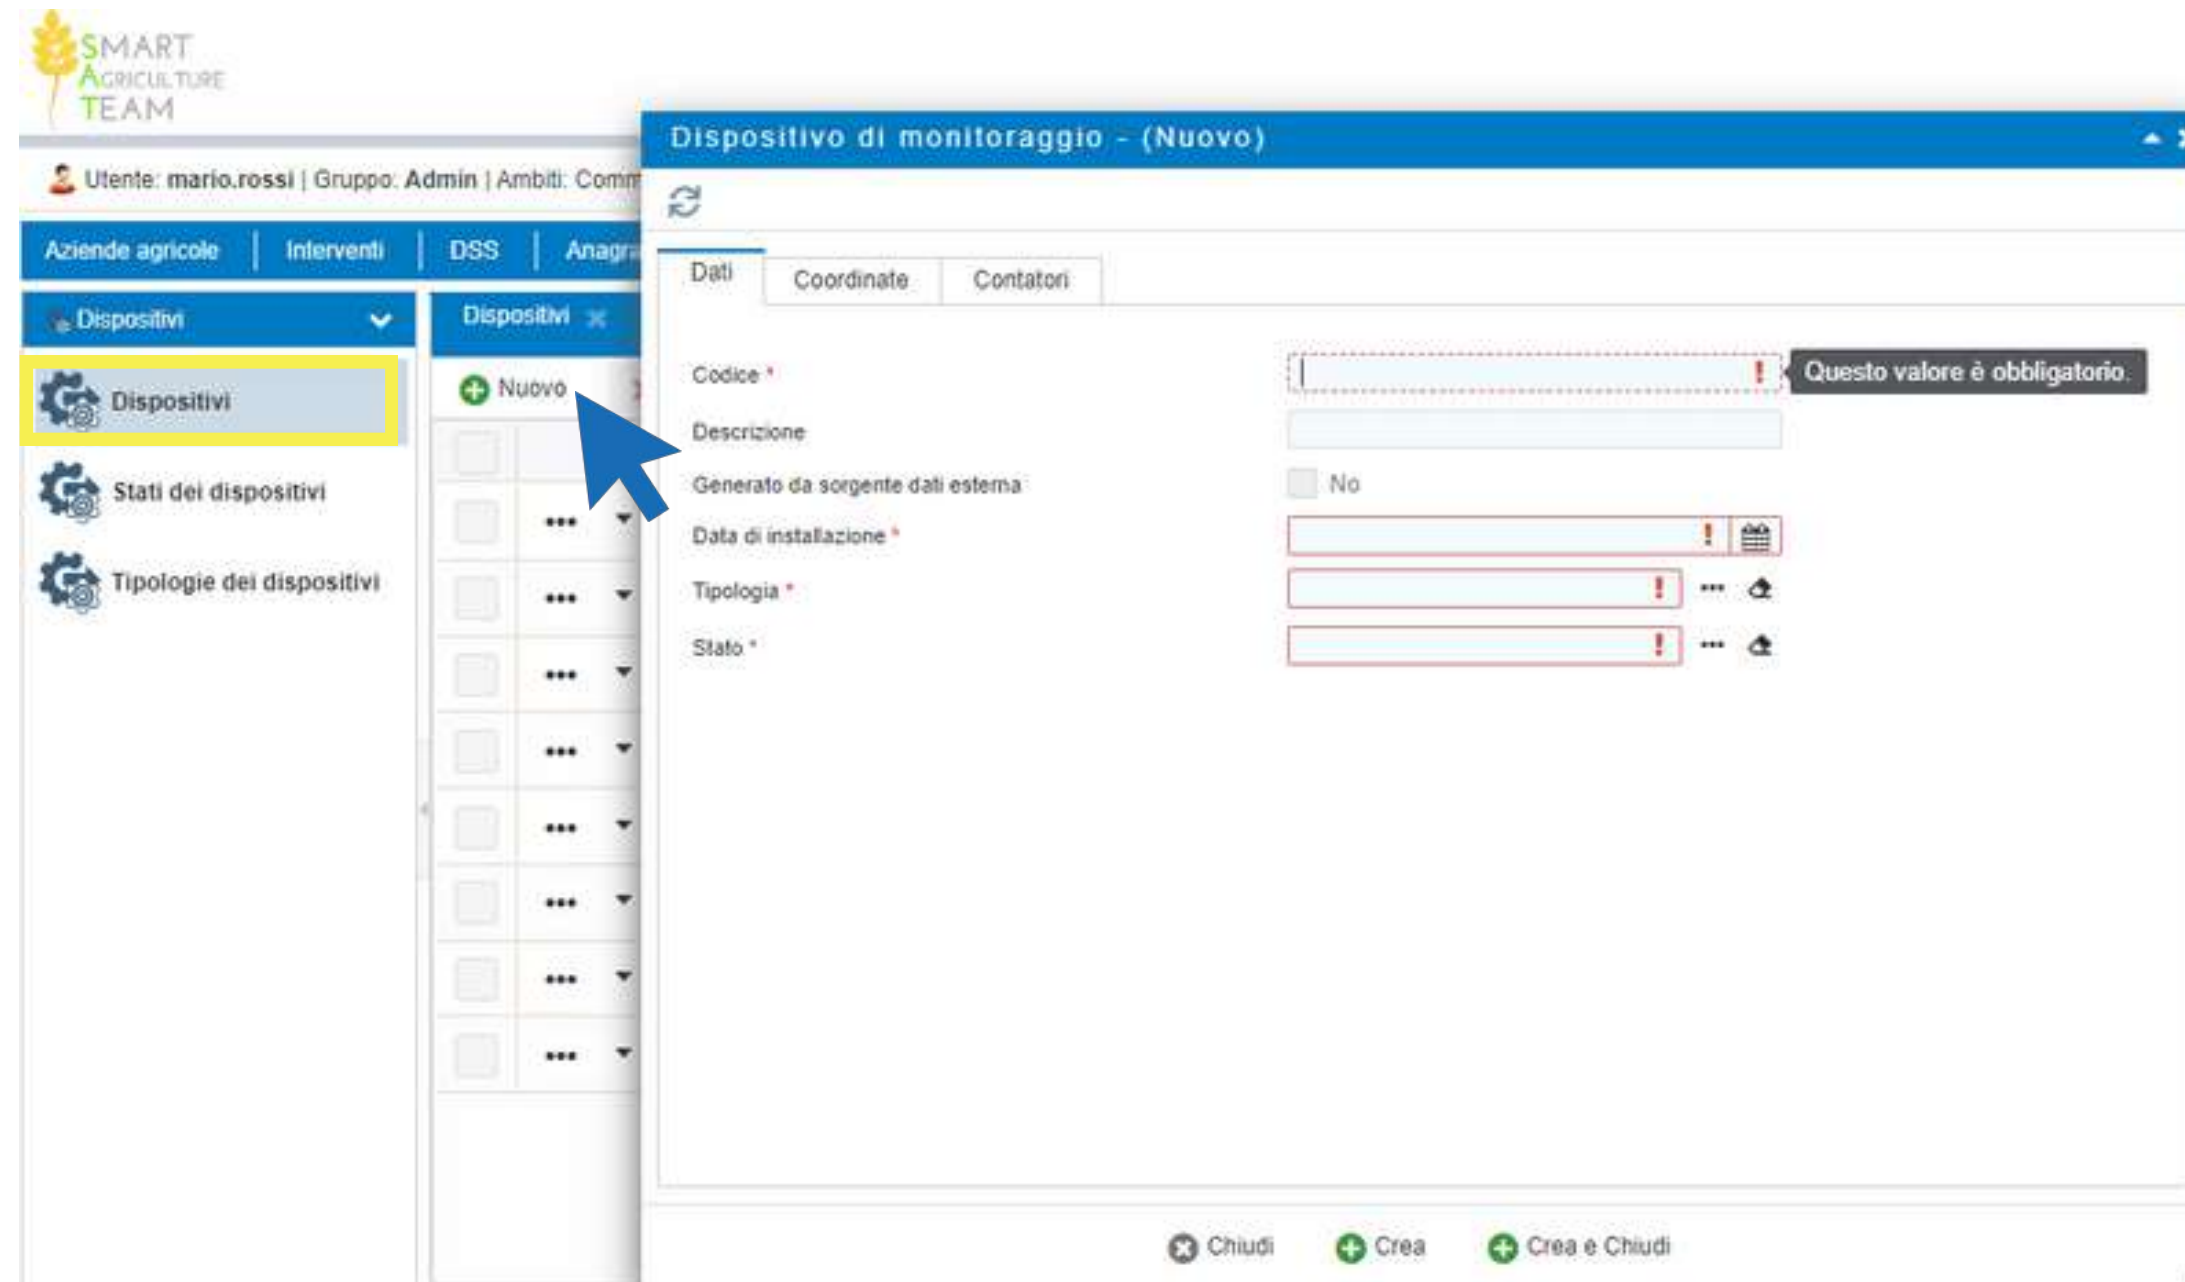 SMART
AGRICULTURE
TEAM
Utente: mario.rossi | Gruppo: Admin | Ambiti: Comm
Aziende agricole | Interventi | DSS | Anagra
Dispositivi
Dispositivi
Stati dei dispositivi
Tipologie dei dispositivi
Dispositivi
Nuovo
Dispositivo di monitoraggio - (Nuovo)
Dati Coordinate Contatori
Codice * Questo valore è obbligatorio.
Descrizione
Generato da sorgente dati esterna No
Data di installazione *
Tipologia *
Stato *
Chiudi Crea Crea e Chiudi